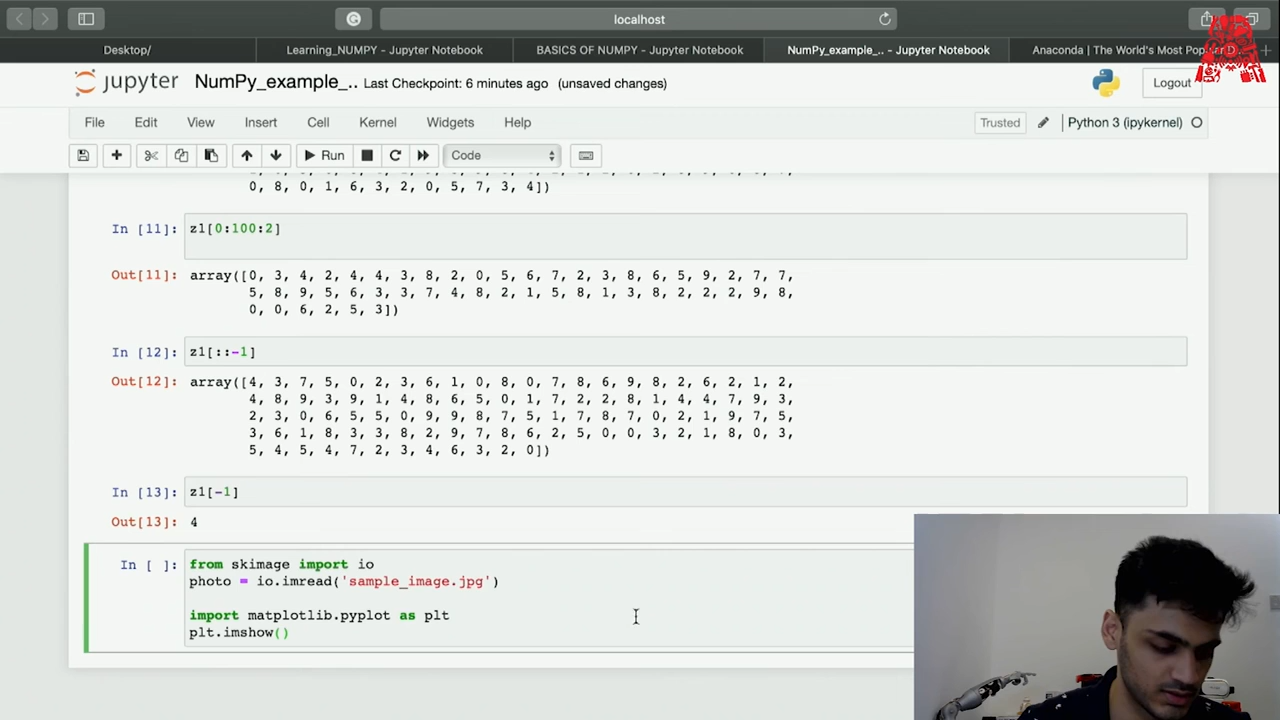 localhost
Desktop/
Learning_NUMPY - Jupyter Notebook
BASICS OF NUMPY - Jupyter Notebook
NumPy_example_.. - Jupyter Notebook
Anaconda | The World's Most Popular D...
jupyter NumPy_example_.. Last Checkpoint: 6 minutes ago (unsaved changes)
Logout
File Edit View Insert Cell Kernel Widgets Help
Trusted
Python 3 (ipykernel)
Run
Code
0, 8, 0, 1, 6, 3, 2, 0, 5, 7, 3, 4])
In [11]: z1[0:100:2]
Out[11]: array([0, 3, 4, 2, 4, 4, 3, 8, 2, 0, 5, 6, 7, 2, 3, 8, 6, 5, 9, 2, 7, 7,
5, 8, 9, 5, 6, 3, 3, 7, 4, 8, 2, 1, 5, 8, 1, 3, 8, 2, 2, 2, 9, 8,
0, 0, 6, 2, 5, 3])
In [12]: z1[::-1]
Out[12]: array([4, 3, 7, 5, 0, 2, 3, 6, 1, 0, 8, 0, 7, 8, 6, 9, 8, 2, 6, 2, 1, 2,
4, 8, 9, 3, 9, 1, 4, 8, 6, 5, 0, 1, 7, 2, 2, 8, 1, 4, 4, 7, 9, 3,
2, 3, 0, 6, 5, 5, 0, 9, 9, 8, 7, 5, 1, 7, 8, 7, 0, 2, 1, 9, 7, 5,
3, 6, 1, 8, 3, 3, 8, 2, 9, 7, 8, 6, 2, 5, 0, 0, 3, 2, 1, 8, 0, 3,
5, 4, 5, 4, 7, 2, 3, 4, 6, 3, 2, 0])
In [13]: z1[-1]
Out[13]: 4
In [ ]: from skimage import io
photo = io.imread('sample_image.jpg')
import matplotlib.pyplot as plt
plt.imshow()